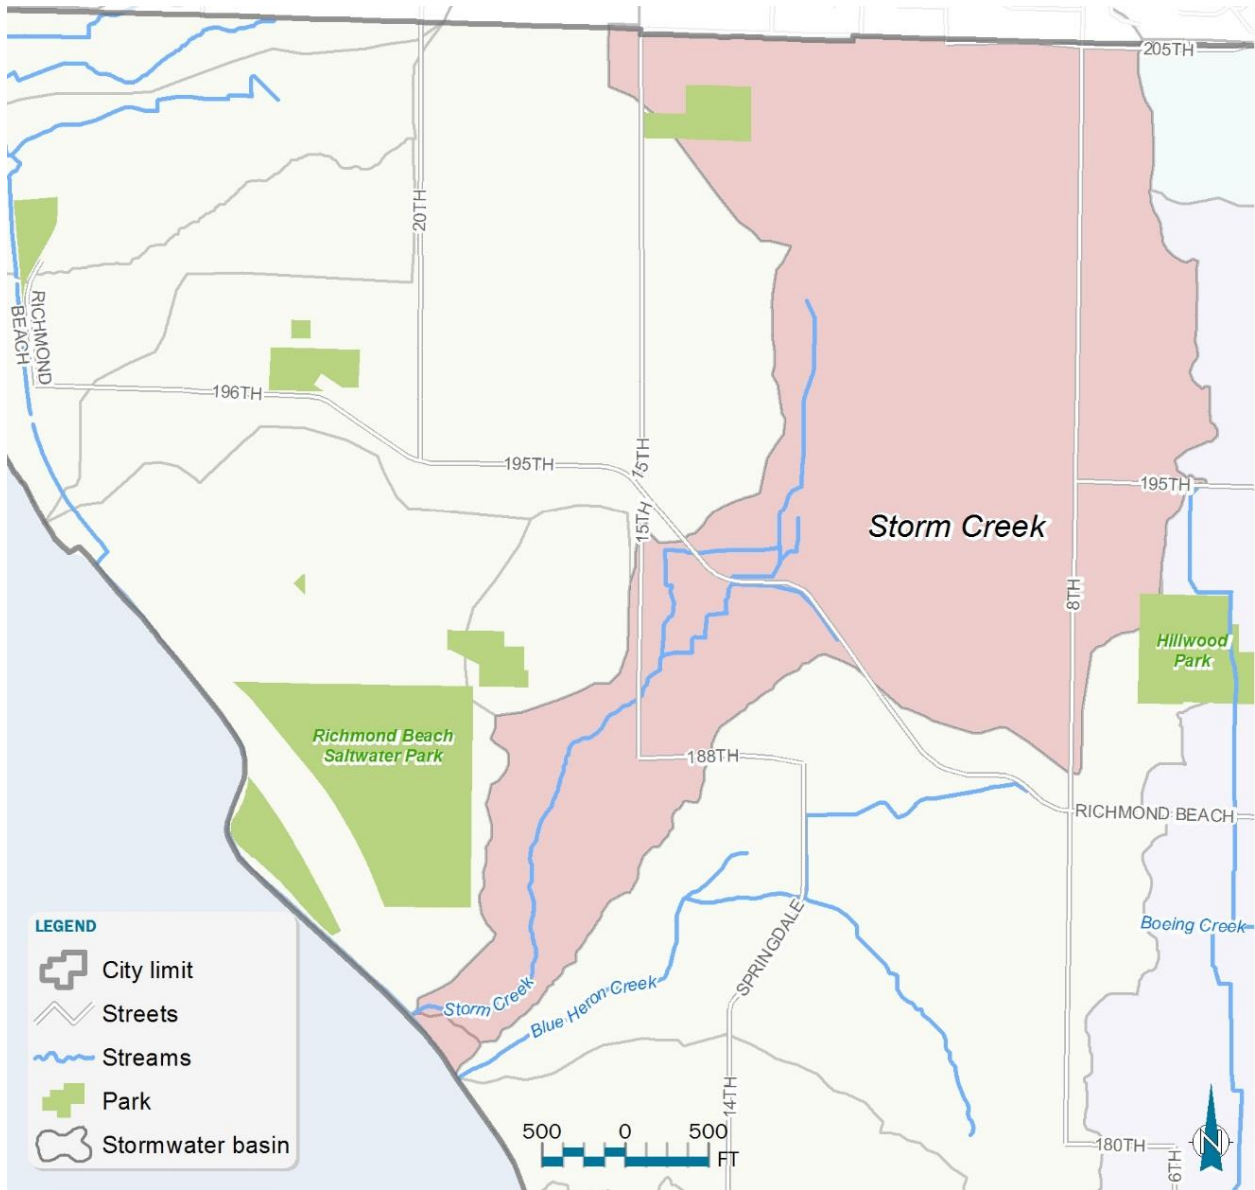 205TH
20TH
RICHMOND
BEACH
196TH
195TH
15TH
15TH
195TH
Storm Creek
8TH
Hillwood
Park
Richmond Beach
Saltwater Park
188TH
RICHMOND BEACH
SPRINGDALE
Boeing Creek
Storm Creek
Blue Heron Creek
14TH
180TH
6TH
LEGEND
City limit
Streets
Streams
Park
Stormwater basin
500 0 500
FT
N